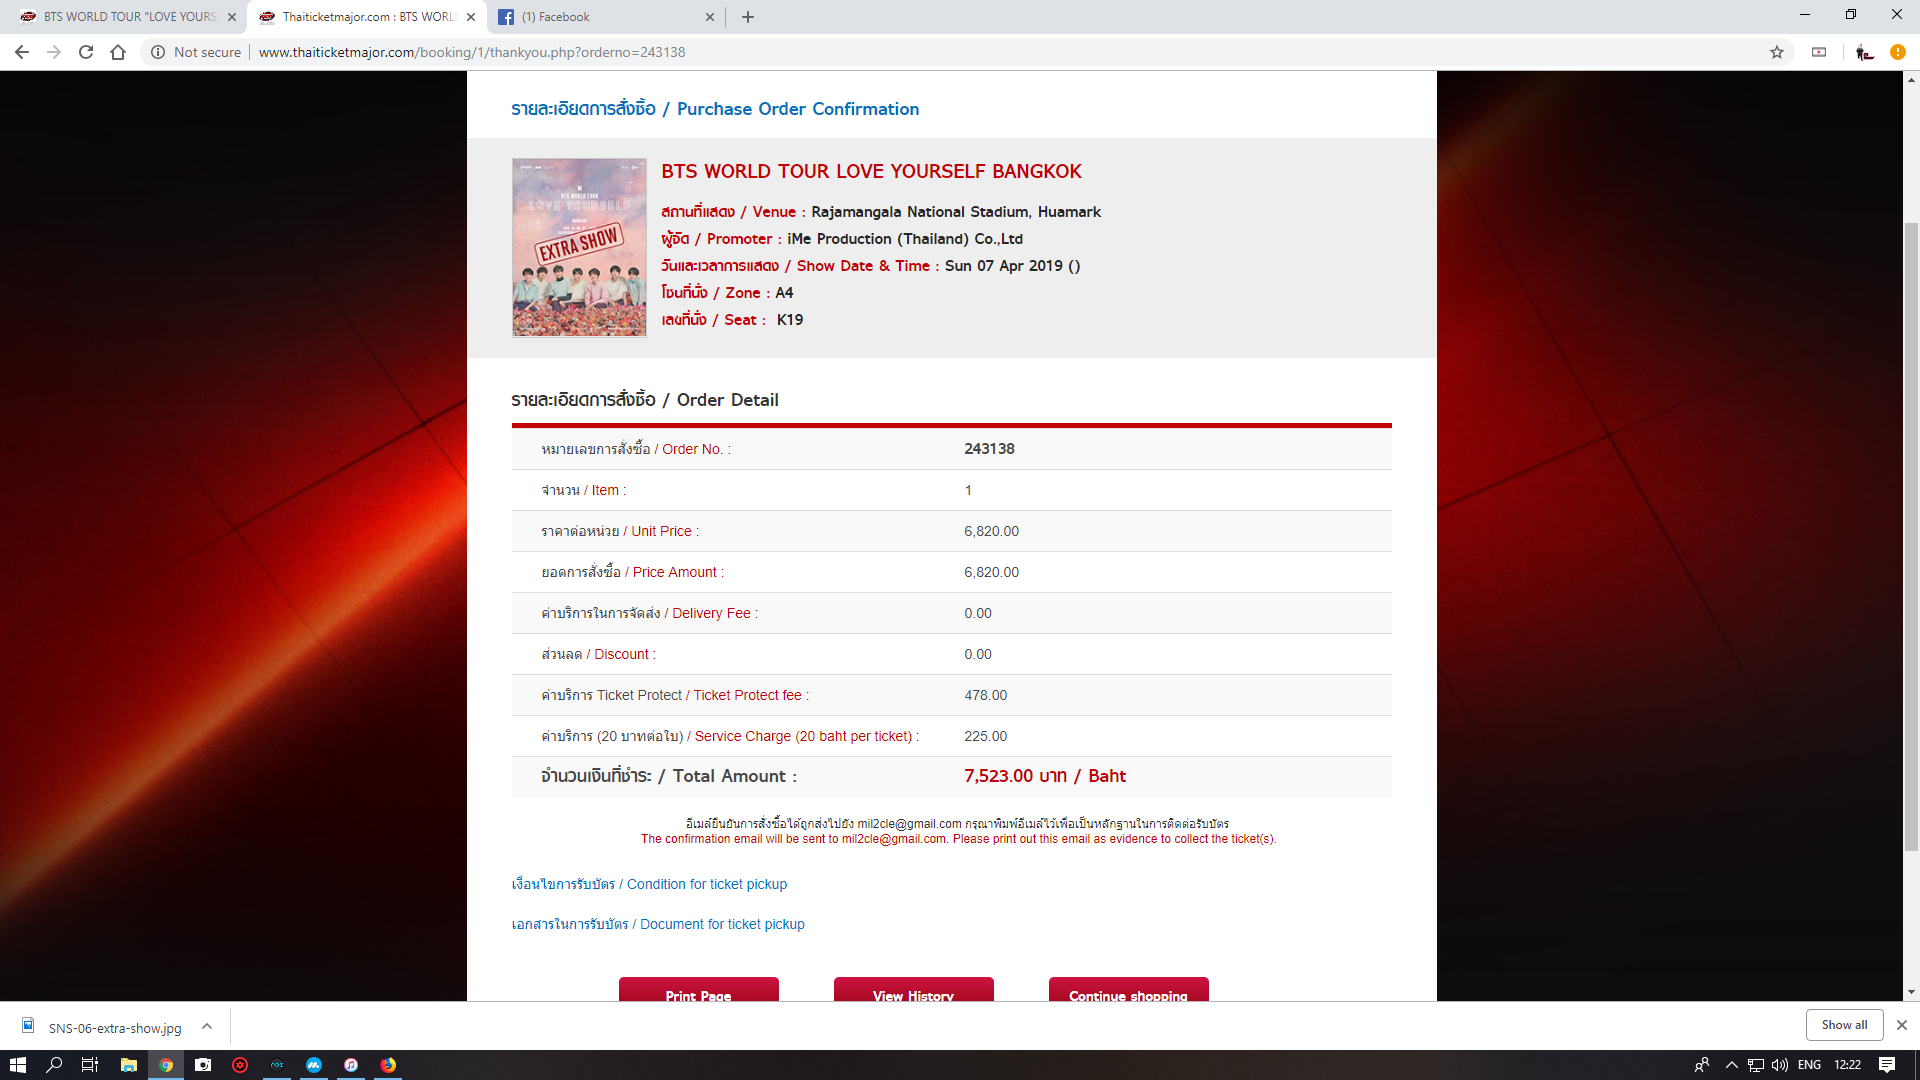 BTS WORLD TOUR "LOVE YOURS
Thaiticketmajor.com : BTS WORL
(1) Facebook
Not secure
www.thaiticketmajor.com/booking/1/thankyou.php?orderno=243138
รายละเอียดการสั่งซื้อ / Purchase Order Confirmation
BTS WORLD TOUR
LOVE YOURSELF
EXTRA SHOW
BTS WORLD TOUR LOVE YOURSELF BANGKOK
สถานที่แสดง / Venue : Rajamangala National Stadium, Huamark
ผู้จัด / Promoter : iMe Production (Thailand) Co.,Ltd
วันและเวลาการแสดง / Show Date & Time : Sun 07 Apr 2019 ()
โซนที่นั่ง / Zone : A4
เลขที่นั่ง / Seat : K19
รายละเอียดการสั่งซื้อ / Order Detail
หมายเลขการสั่งซื้อ / Order No. : 243138
จำนวน / Item : 1
ราคาต่อหน่วย / Unit Price : 6,820.00
ยอดการสั่งซื้อ / Price Amount : 6,820.00
ค่าบริการในการจัดส่ง / Delivery Fee : 0.00
ส่วนลด / Discount : 0.00
ค่าบริการ Ticket Protect / Ticket Protect fee : 478.00
ค่าบริการ (20 บาทต่อใบ) / Service Charge (20 baht per ticket) : 225.00
จำนวนเงินที่ชำระ / Total Amount : 7,523.00 บาท / Baht
อีเมล์ยืนยันการสั่งซื้อได้ถูกส่งไปยัง mil2cle@gmail.com กรุณาพิมพ์อีเมล์ไว้เพื่อเป็นหลักฐานในการติดต่อรับบัตร
The confirmation email will be sent to mil2cle@gmail.com. Please print out this email as evidence to collect the ticket(s).
เงื่อนไขการรับบัตร / Condition for ticket pickup
เอกสารในการรับบัตร / Document for ticket pickup
Print Page
View History
Continue shopping
SNS-06-extra-show.jpg
Show all
ENG
12:22